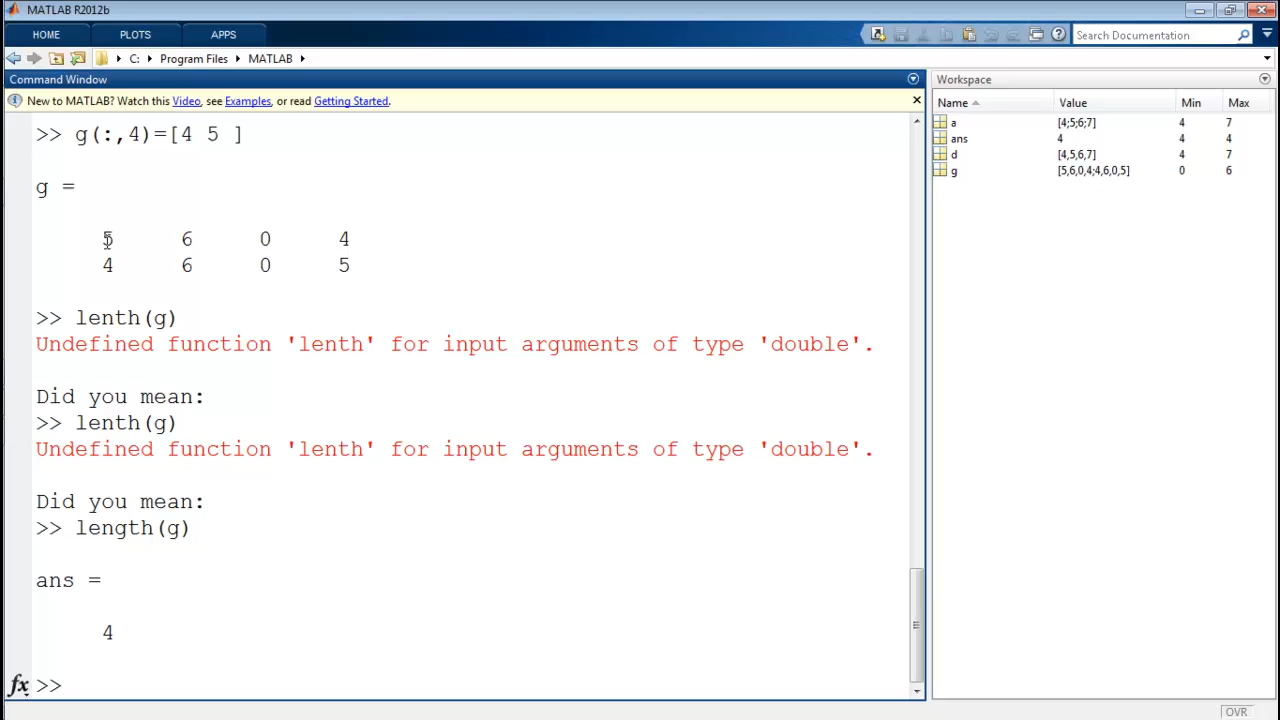 MATLAB R2012b
HOME PLOTS APPS Search Documentation
C: Program Files MATLAB
Command Window
New to MATLAB? Watch this Video, see Examples, or read Getting Started.
>> g(:,4)=[4 5 ]
g =
5 6 0 4
4 6 0 5
>> lenth(g)
Undefined function 'lenth' for input arguments of type 'double'.
Did you mean:
>> lenth(g)
Undefined function 'lenth' for input arguments of type 'double'.
Did you mean:
>> length(g)
ans =
4
fx >>
Workspace
Name Value Min Max
a [4;5;6;7] 4 7
ans 4 4 4
d [4,5,6,7] 4 7
g [5,6,0,4;4,6,0,5] 0 6
OVR